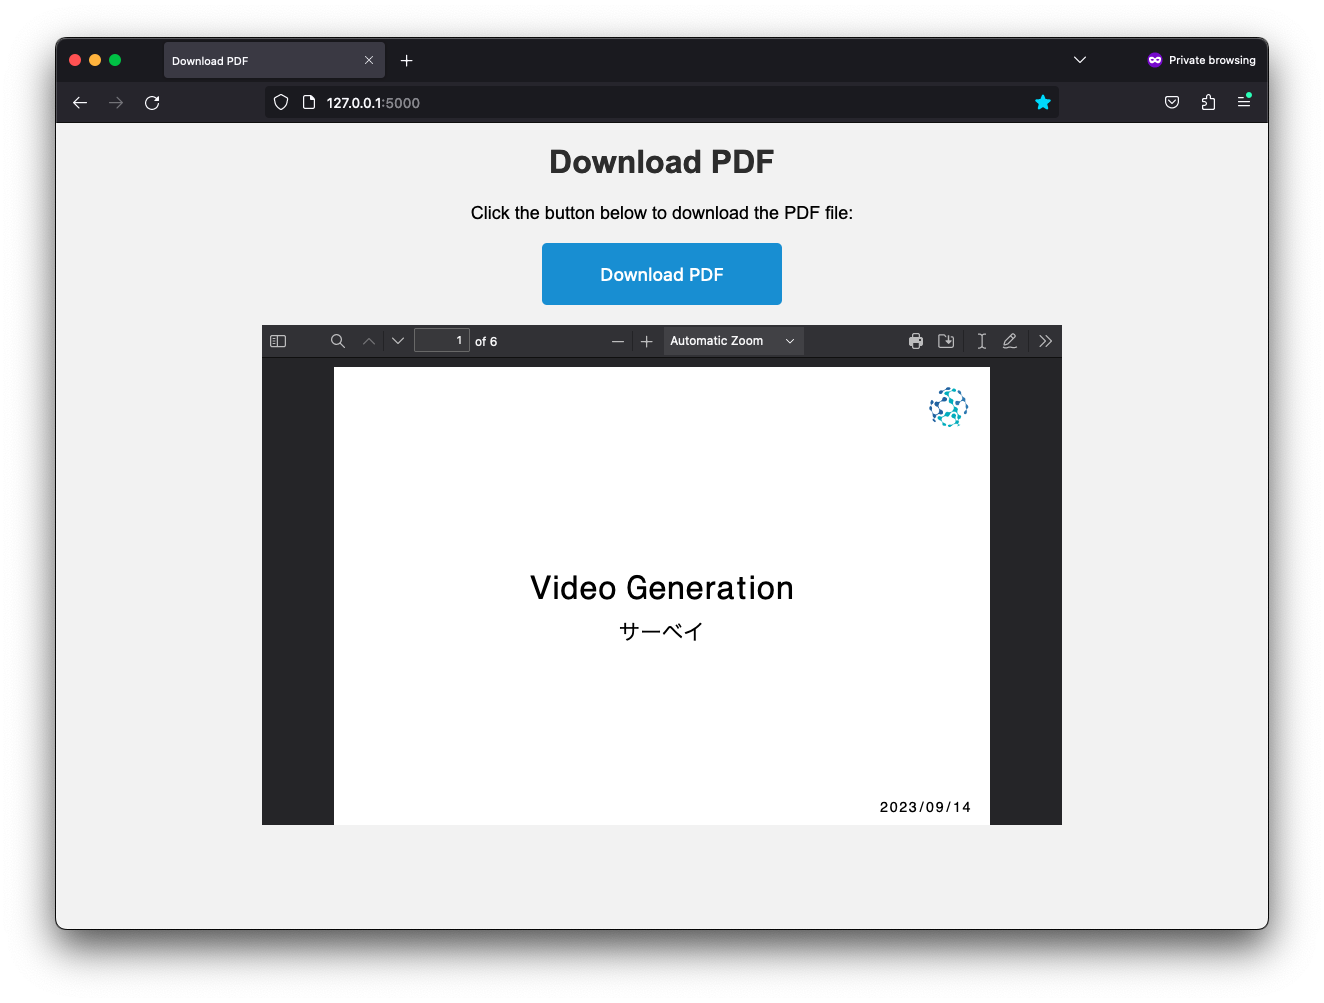 Download PDF
Private browsing
127.0.0.1:5000
Download PDF
Click the button below to download the PDF file:
Download PDF
1 of 6
Automatic Zoom
Video Generation
サーベイ
2023/09/14